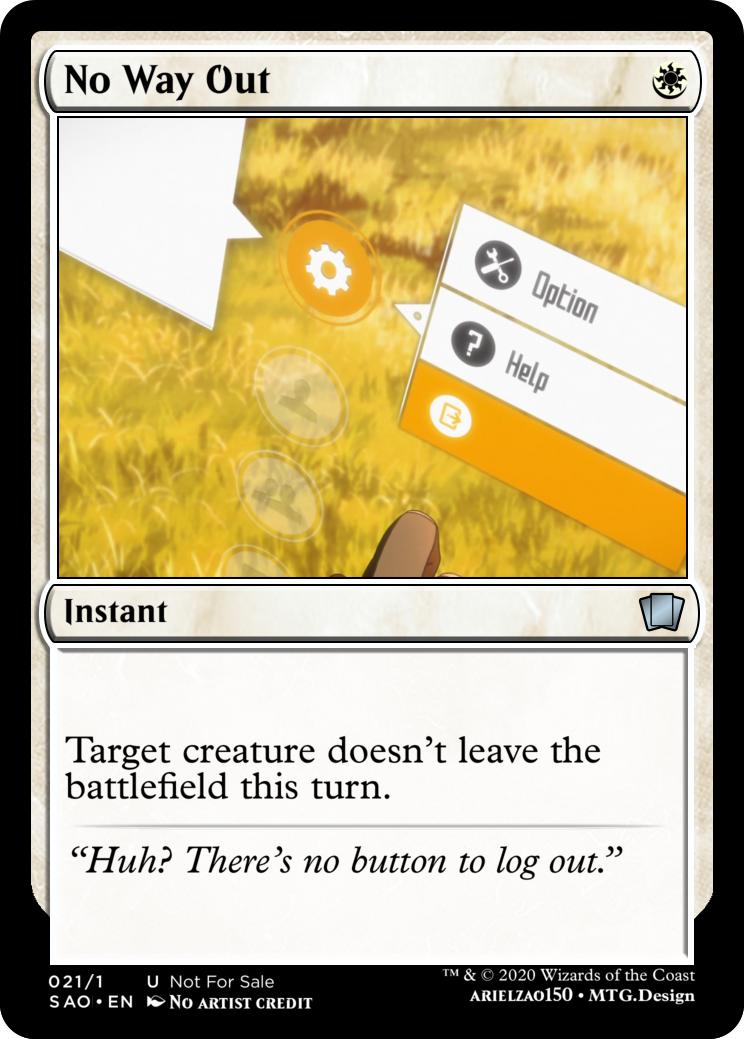 No Way Out
Option
Help
Instant
Target creature doesn't leave the
battlefield this turn.
“Huh? There's no button to log out.”
021/1 U Not For Sale
SAO • EN No artist credit
™ & © 2020 Wizards of the Coast
arielzao150 • MTG.Design